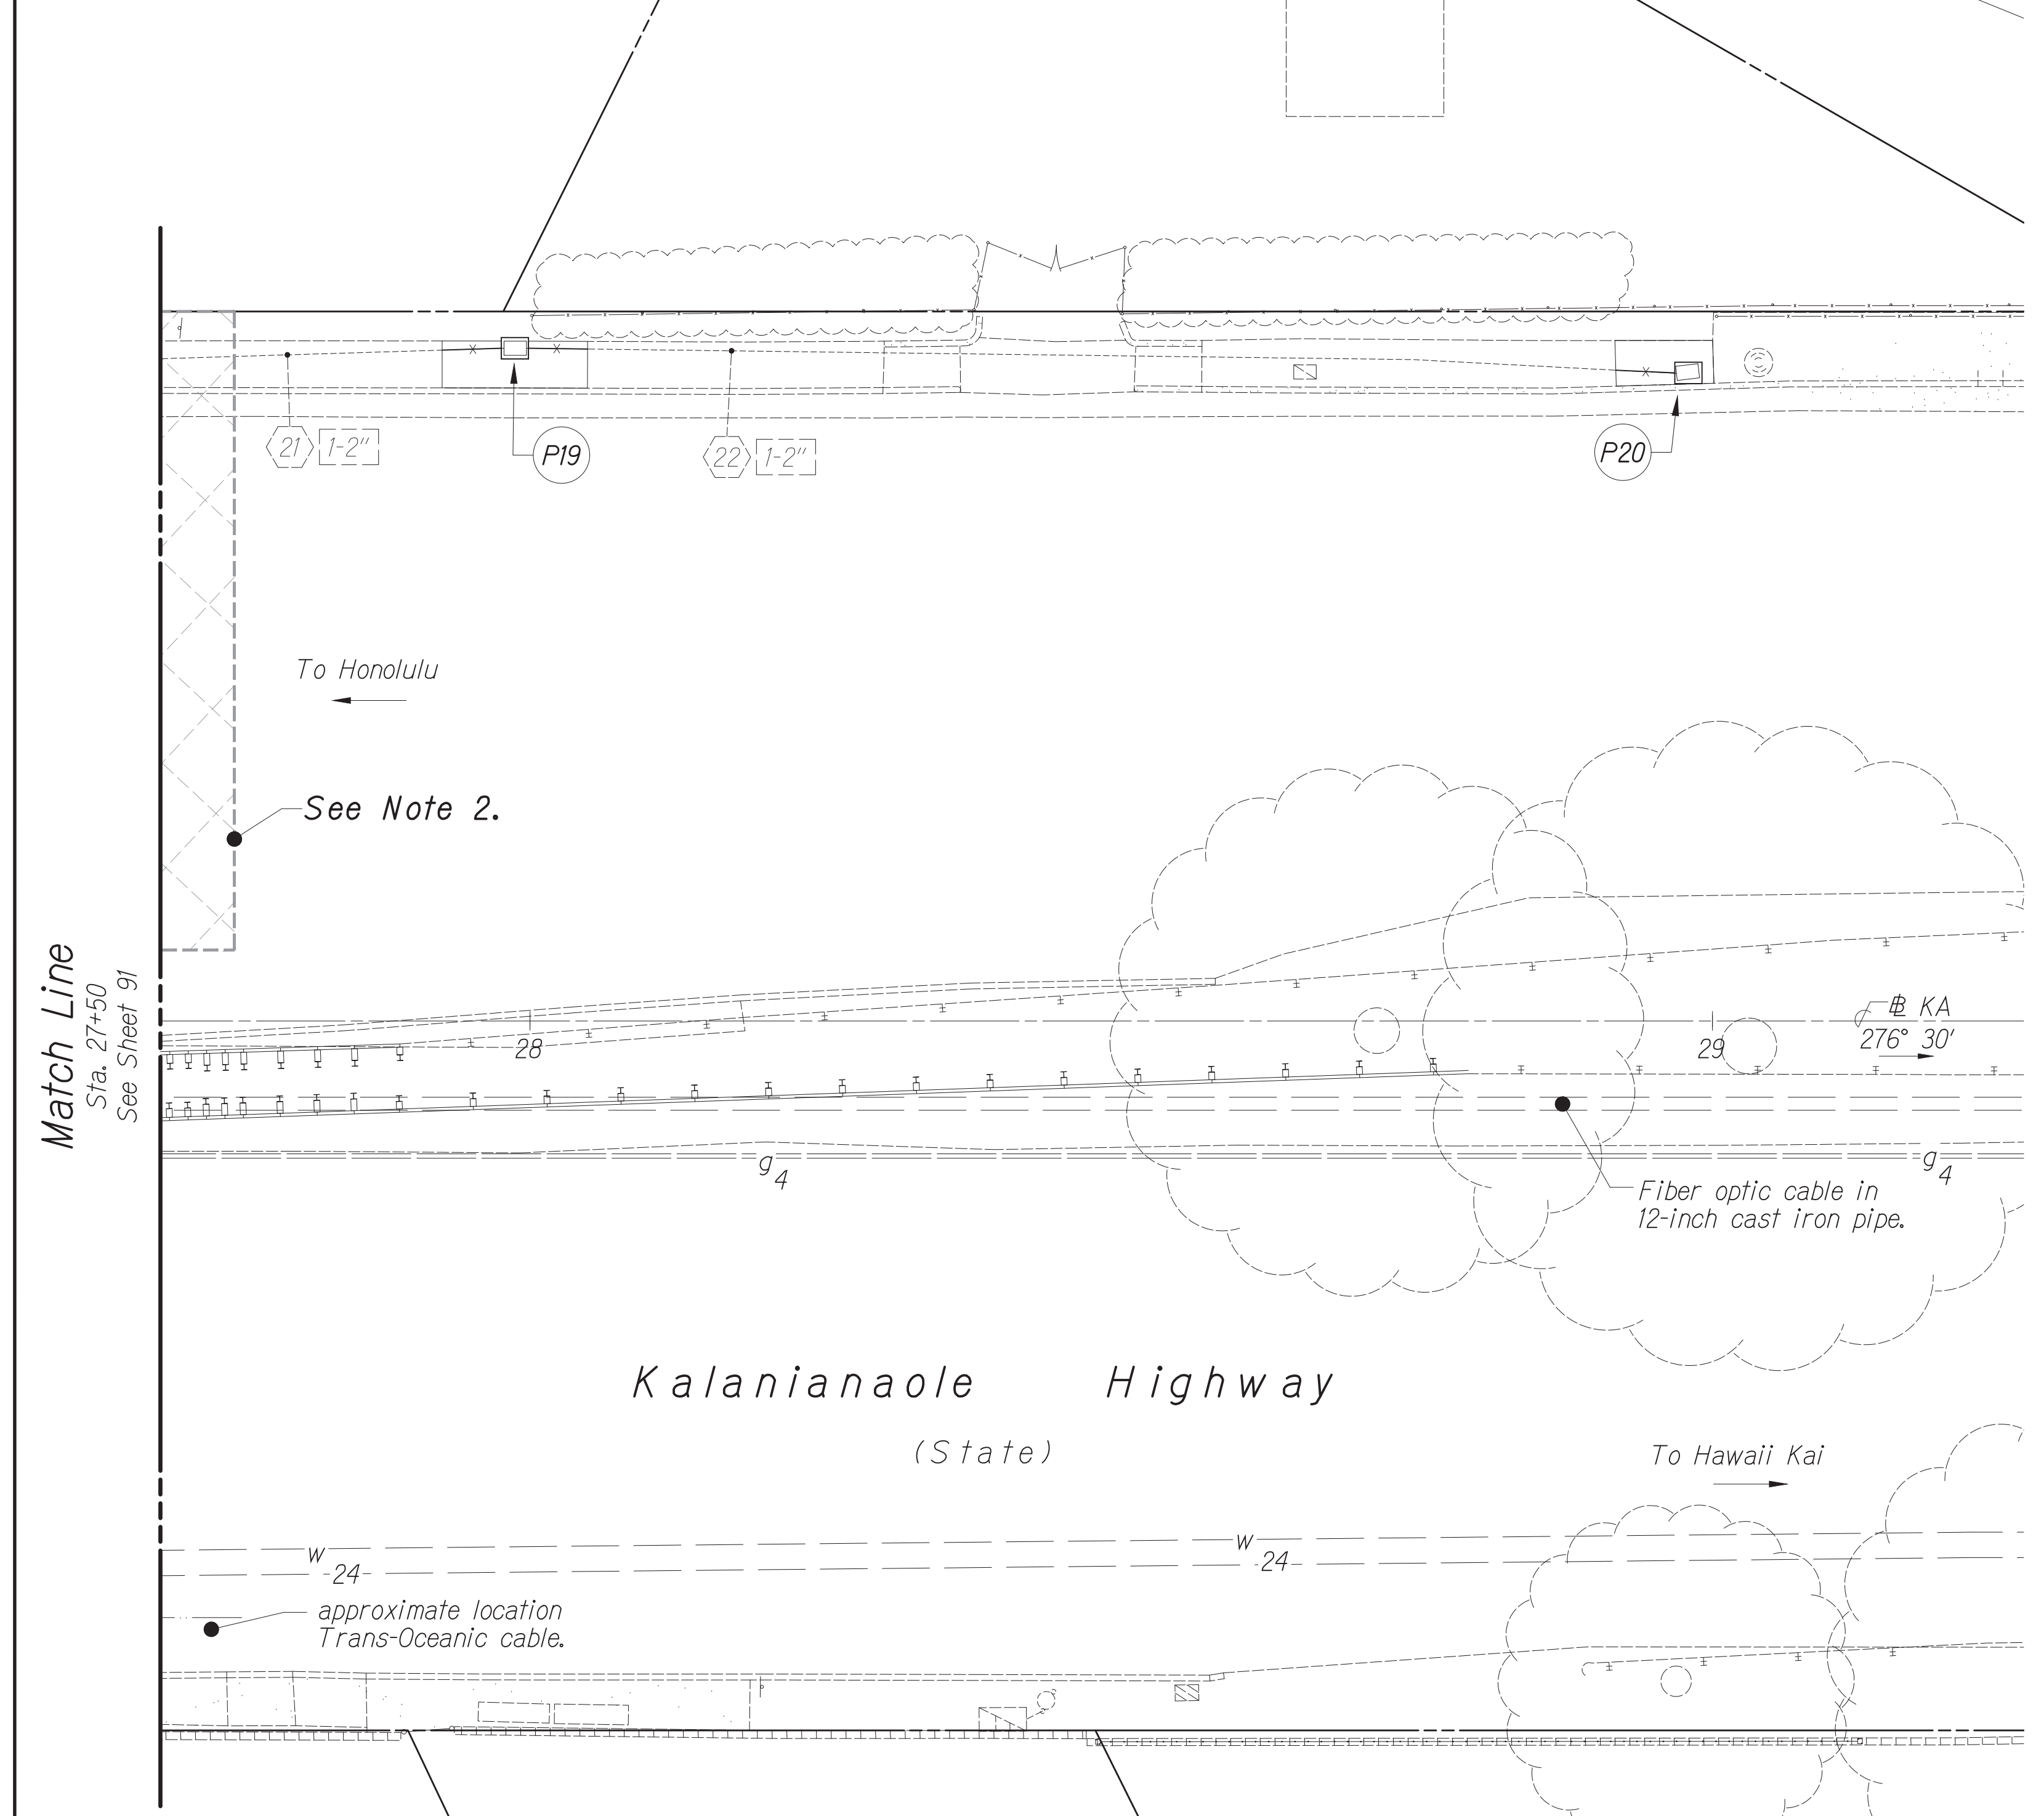 21 1-2"
P19
22 1-2"
P20
To Honolulu
See Note 2.
Match Line
Sta. 27+50
See Sheet 91
28
29
℄ KA
276° 30'
g
4
g
4
Fiber optic cable in
12-inch cast iron pipe.
Kalanianaole Highway
(State)
To Hawaii Kai
w
24
w
24
approximate location
Trans-Oceanic cable.